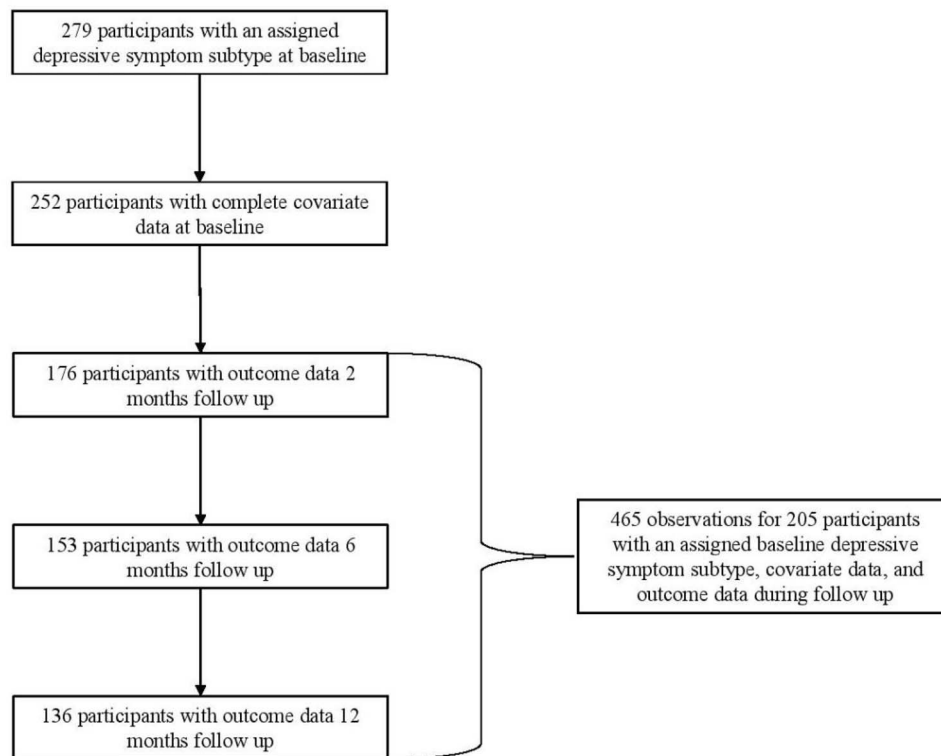 279 participants with an assigned
depressive symptom subtype at baseline
252 participants with complete covariate
data at baseline
176 participants with outcome data 2
months follow up
153 participants with outcome data 6
months follow up
465 observations for 205 participants
with an assigned baseline depressive
symptom subtype, covariate data, and
outcome data during follow up
136 participants with outcome data 12
months follow up